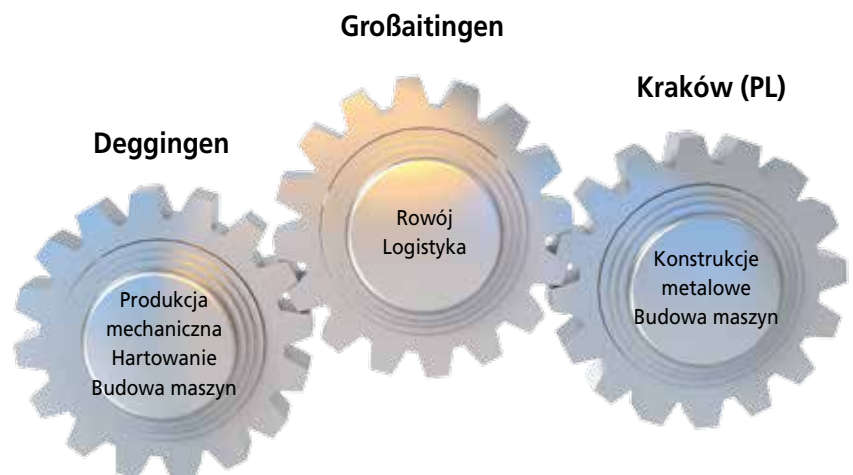 Großaitingen
Kraków (PL)
Deggingen
Rowój
Logistyka
Konstrukcje
metalowe
Budowa maszyn
Produkcja
mechaniczna
Hartowanie
Budowa maszyn